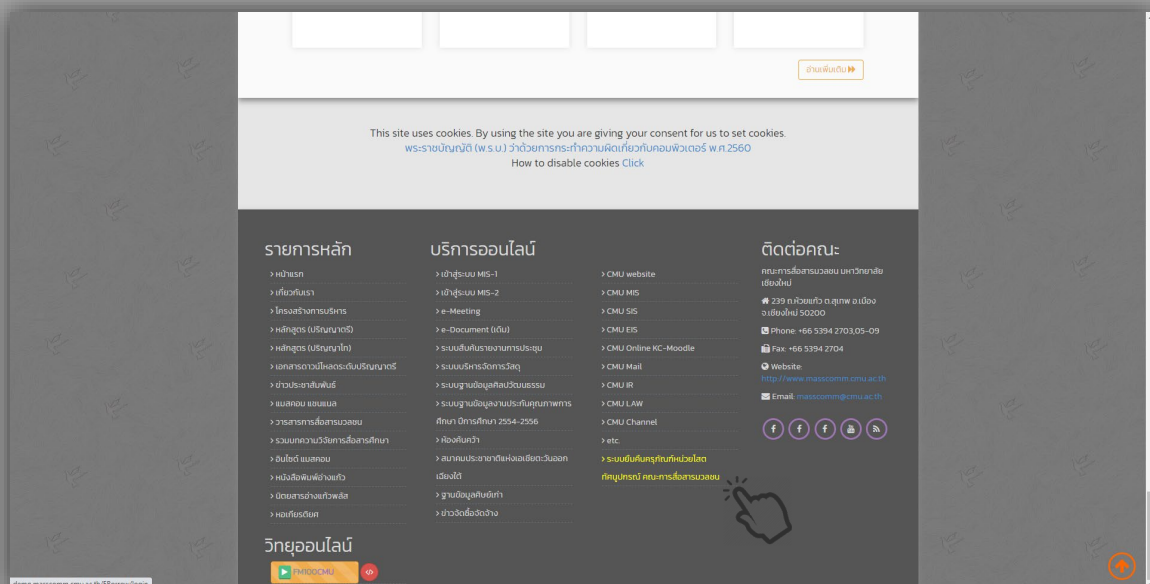 อ่านเพิ่มเติม
This site uses cookies. By using the site you are giving your consent for us to set cookies.
พระราชบัญญัติ (พ.ร.บ.) ว่าด้วยการกระทำความผิดเกี่ยวกับคอมพิวเตอร์ พ.ศ.2560
How to disable cookies Click
รายการหลัก
> หน้าแรก
> เกี่ยวกับเรา
> โครงสร้างการบริหาร
> หลักสูตร (ปริญญาตรี)
> หลักสูตร (ปริญญาโท)
> เอกสารดาวน์โหลดระดับปริญญาตรี
> ข่าวประชาสัมพันธ์
> แมสคอม แชนแนล
> วารสารการสื่อสารมวลชน
> รวมบทความวิจัยการสื่อสารศึกษา
> อินไซด์ แมสคอม
> หนังสือพิมพ์อ่างแก้ว
> นิตยสารอ่างแก้วพลัส
> หอเกียรติยศ
บริการออนไลน์
> เข้าสู่ระบบ MIS-1
> เข้าสู่ระบบ MIS-2
> e-Meeting
> e-Document (เดิม)
> ระบบสืบค้นรายงานการประชุม
> ระบบบริหารจัดการวัสดุ
> ระบบฐานข้อมูลศิลปวัฒนธรรม
> ระบบฐานข้อมูลงานประกันคุณภาพการ
ศึกษา ปีการศึกษา 2554-2556
> ห้องค้นคว้า
> สมาคมประชาชาติแห่งเอเชียตะวันออก
เฉียงใต้
> ฐานข้อมูลศิษย์เก่า
> ข่าวจัดซื้อจัดจ้าง
> CMU website
> CMU MIS
> CMU SIS
> CMU EIS
> CMU Online KC-Moodle
> CMU Mail
> CMU IR
> CMU LAW
> CMU Channel
> etc.
> ระบบยืมคืนครุภัณฑ์หน่วยโสต
ทัศนูปกรณ์ คณะการสื่อสารมวลชน
ติดต่อคณะ
คณะการสื่อสารมวลชน มหาวิทยาลัย
เชียงใหม่
239 ถ.ห้วยแก้ว ต.สุเทพ อ.เมือง
จ.เชียงใหม่ 50200
Phone: +66 5394 2703,05-09
Fax: +66 5394 2704
Website:
http://www.masscomm.cmu.ac.th
Email: masscomm@cmu.ac.th
วิทยุออนไลน์
FM100CMU